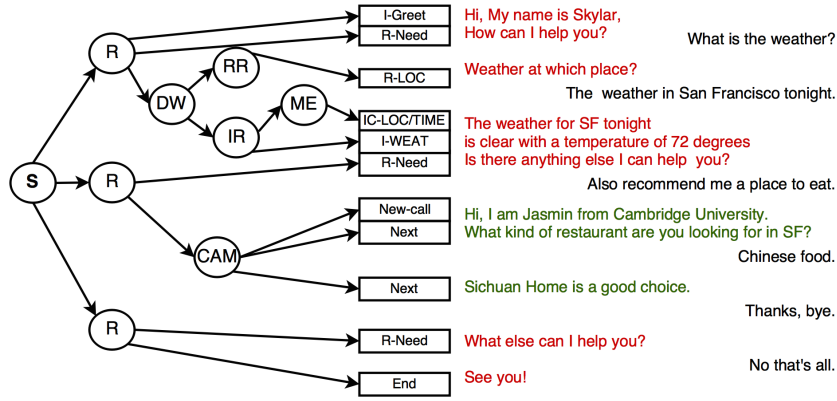 I-Greet Hi, My name is Skylar,
R-Need How can I help you?
What is the weather?
R
RR
R-LOC Weather at which place?
DW
ME
The weather in San Francisco tonight.
IC-LOC/TIME The weather for SF tonight
IR
I-WEAT is clear with a temperature of 72 degrees
R-Need Is there anything else I can help you?
S
R
Also recommend me a place to eat.
New-call Hi, I am Jasmin from Cambridge University.
Next What kind of restaurant are you looking for in SF?
CAM
Chinese food.
Next Sichuan Home is a good choice.
Thanks, bye.
R
R-Need What else can I help you?
No that's all.
End See you!